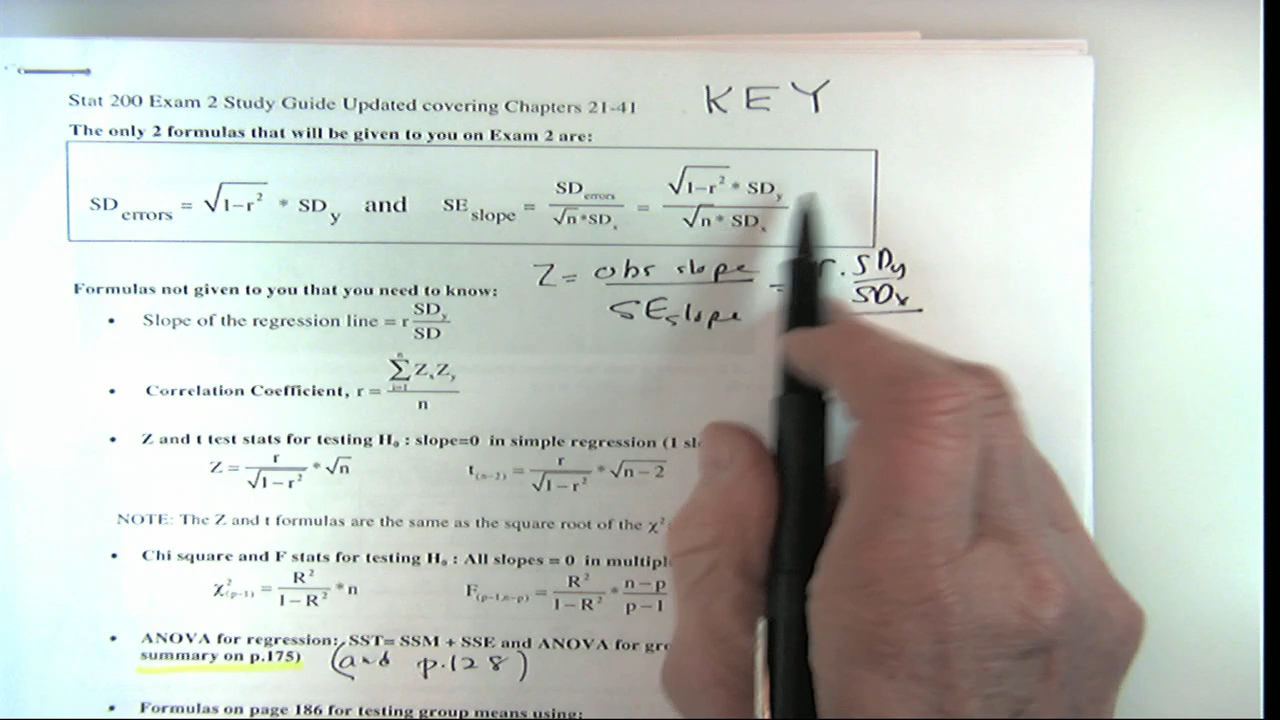 Stat 200 Exam 2 Study Guide Updated covering Chapters 21-41 KEY
The only 2 formulas that will be given to you on Exam 2 are:
SD errors = √1−r² * SD y and SE slope = SD errors / √n*SD x = √1−r² * SD y / √n * SD x
Z = obs slope / SE slope = r. SDy / SDx
Formulas not given to you that you need to know:
• Slope of the regression line = r SD y / SD
• Correlation Coefficient, r = n Σ i=1 Z x Z y / n
• Z and t test stats for testing H o : slope=0 in simple regression (1
Z = r / √1−r² * √n t (n−2) = r / √1−r² * √n−2
NOTE: The Z and t formulas are the same as the square root of the χ²
• Chi square and F stats for testing H o : All slopes = 0 in
χ² (p−1) = R² / 1−R² * n F (p−1,n−p) = R² / 1−R² * n−p / p−1
• ANOVA for regression: SST= SSM + SSE and ANOVA for
summary on p.175) (and p.128)
• Formulas on page 186 for testing group means using: